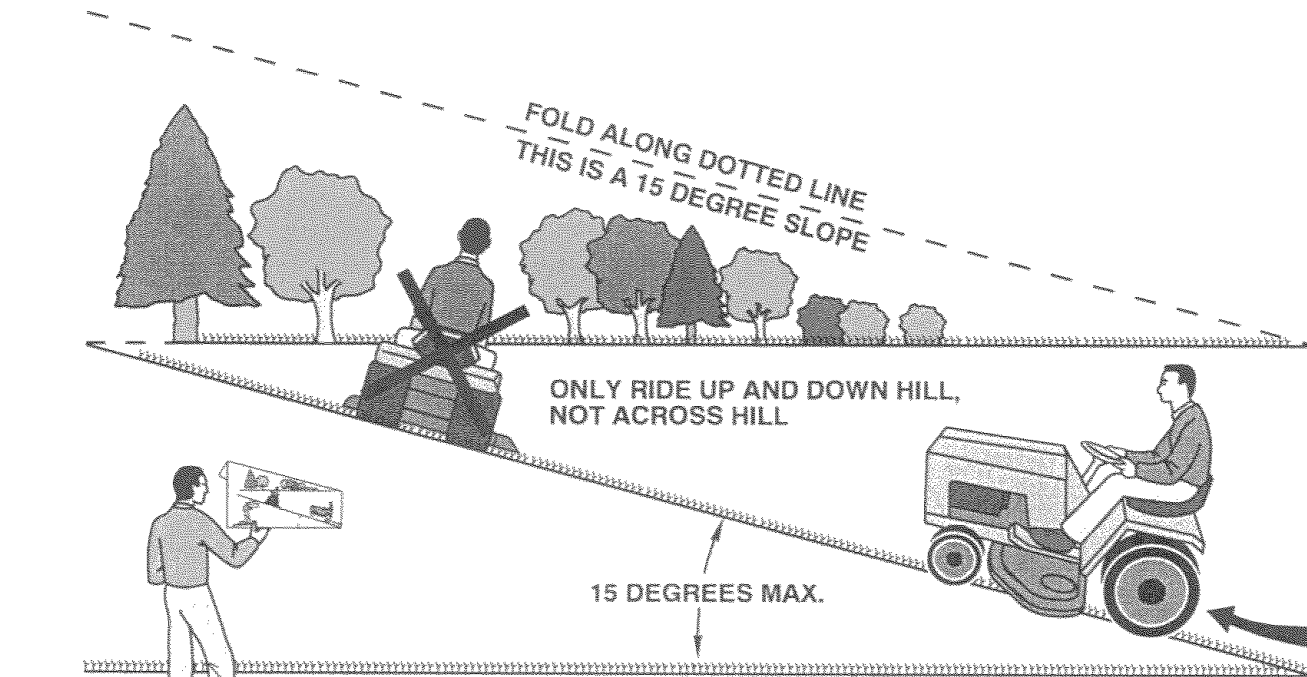 FOLD ALONG DOTTED LINE
THIS IS A 15 DEGREE SLOPE
ONLY RIDE UP AND DOWN HILL,
NOT ACROSS HILL
15 DEGREES MAX.